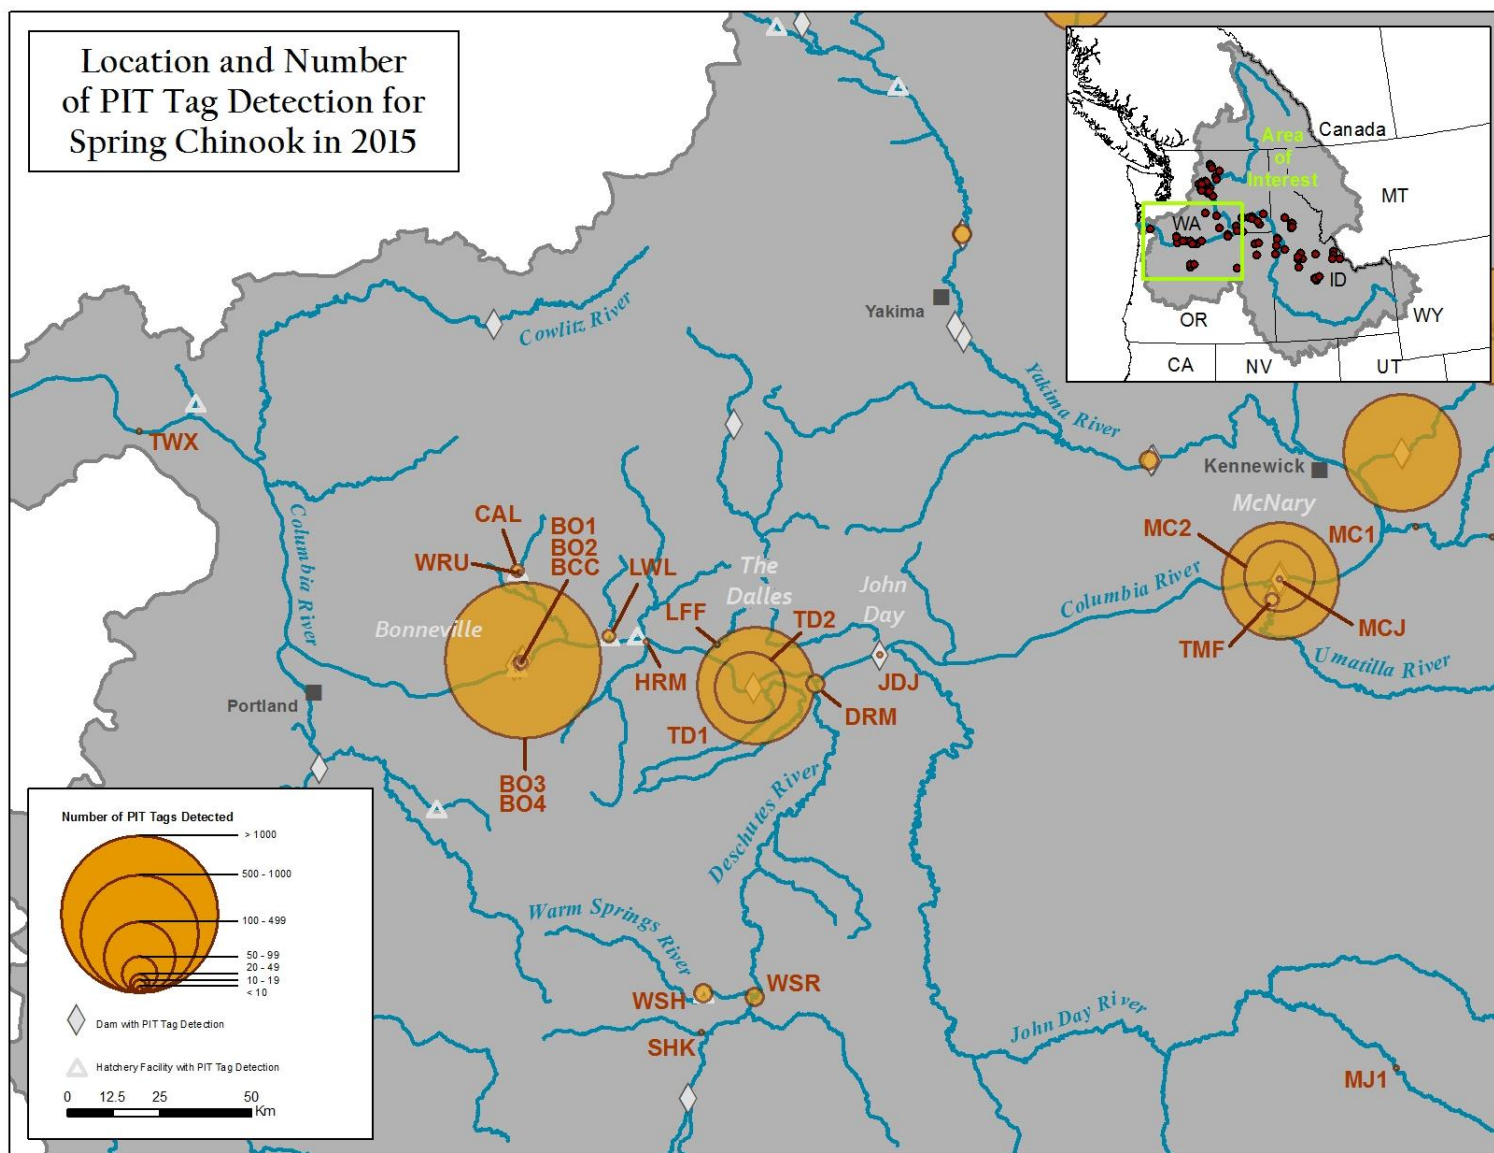 Location and Number
of PIT Tag Detection for
Spring Chinook in 2015
Canada
Area
of
Interest
MT
WA
ID
OR
WY
CA
NV
UT
Cowlitz River
Yakima
Yakima River
TWX
Kennewick
McNary
CAL
BO1
BO2
BCC
WRU
LWL
MC2
MC1
Columbia River
The
Dalles
John
Day
Columbia River
LFF
TD2
Bonneville
MCJ
TMF
Umatilla River
HRM
JDJ
DRM
Portland
TD1
BO3
BO4
Deschutes River
Number of PIT Tags Detected
> 1000
500 - 1000
100 - 499
50 - 99
20 - 49
10 - 19
< 10
Dam with PIT Tag Detection
Hatchery Facility with PIT Tag Detection
0 12.5 25 50
Km
Warm Springs River
WSH
WSR
SHK
John Day River
MJ1